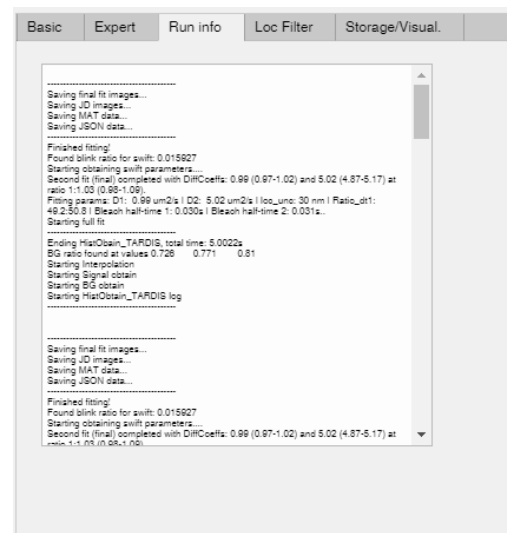 Basic Expert Run info Loc Filter Storage/Visual.
----------------------------------------
Saving final fit images...
Saving JD images...
Saving MAT data...
Saving JSON data...
----------------------------------------
Finished fitting!
Found blink ratio for swift: 0.015927
Starting obtaining swift parameters....
Second fit (final) completed with DiffCoeffs: 0.99 (0.97-1.02) and 5.02 (4.87-5.17) at
ratio 1:1.03 (0.98-1.09).
Fitting params: D1: 0.99 um2/s | D2: 5.02 um2/s | loc_unc: 30 nm | Ratio_dt1:
49.2:50.8 | Bleach half-time 1: 0.030s | Bleach half-time 2: 0.031s..
Starting full fit
----------------------------------------
Ending HistObain_TARDIS, total time: 5.0022s
BG ratio found at values 0.726 0.771 0.81
Starting Interpolation
Starting Signal obtain
Starting BG obtain
Starting HistObtain_TARDIS log
----------------------------------------
----------------------------------------
Saving final fit images...
Saving JD images...
Saving MAT data...
Saving JSON data...
----------------------------------------
Finished fitting!
Found blink ratio for swift: 0.015927
Starting obtaining swift parameters....
Second fit (final) completed with DiffCoeffs: 0.99 (0.97-1.02) and 5.02 (4.87-5.17) at
ratio 1:1.03 (0.98-1.09).